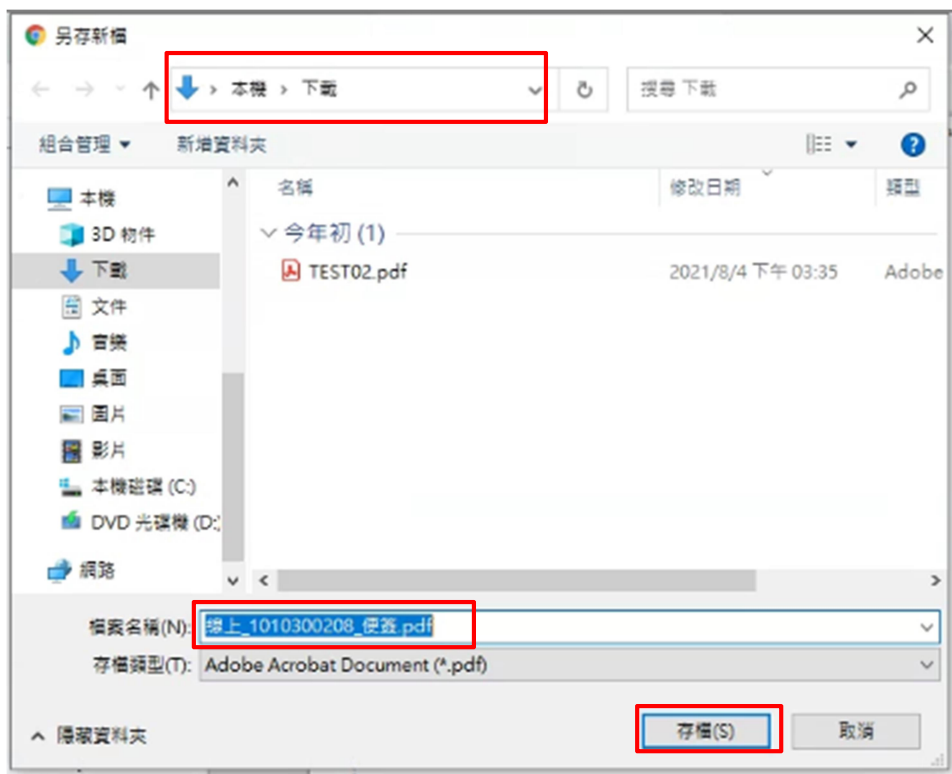 另存新檔
本機 › 下載
搜尋 下載
組合管理
新增資料夾
名稱
修改日期
類型
本機
3D 物件
下載
文件
音樂
桌面
圖片
影片
本機磁碟 (C:)
DVD 光碟機 (D:)
網路
今年初 (1)
TEST02.pdf
2021/8/4 下午 03:35
Adobe
檔案名稱(N):
線上_1010300208_便簽.pdf
存檔類型(T):
Adobe Acrobat Document (*.pdf)
隱藏資料夾
存檔(S)
取消